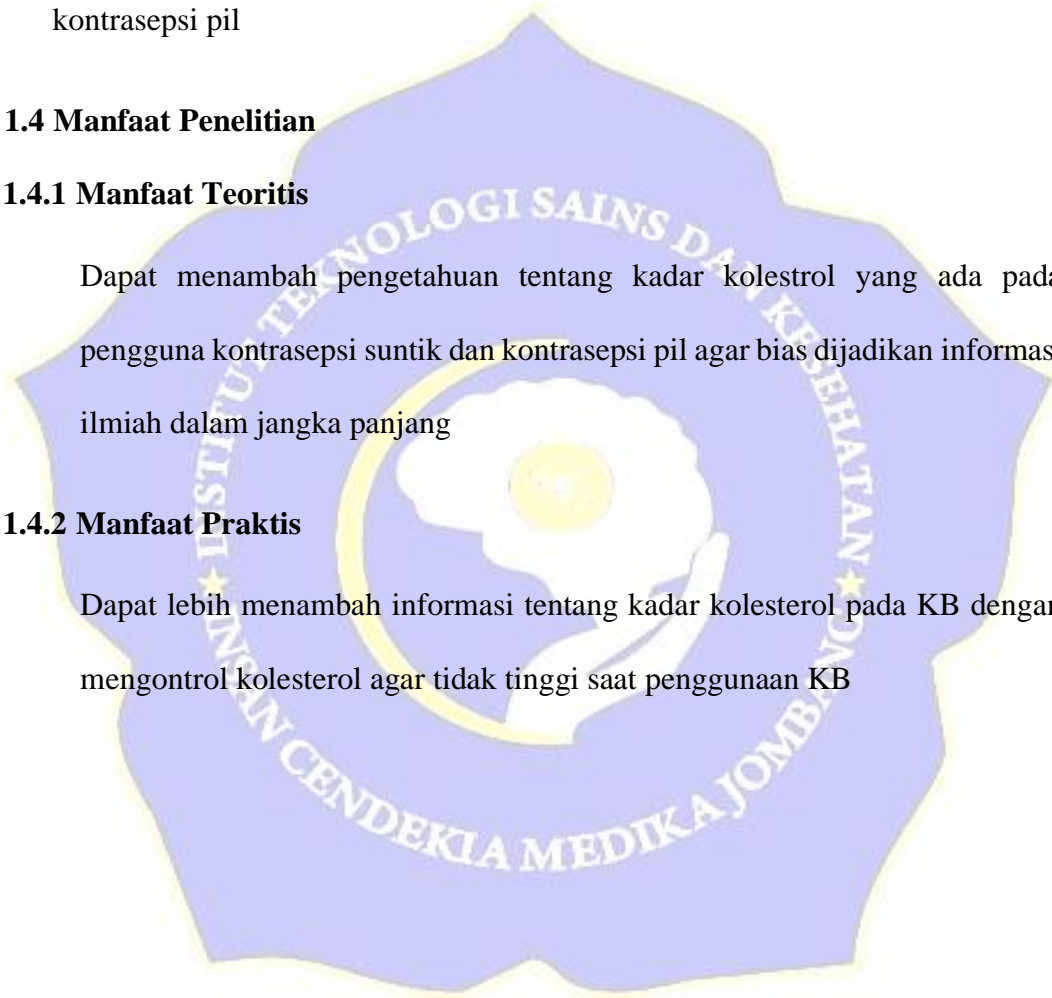 kontrasepsi pil
1.4 Manfaat Penelitian
1.4.1 Manfaat Teoritis
INSTITUT TEKNOLOGI SAINS DAN KESEHATAN
Dapat menambah pengetahuan tentang kadar kolestrol yang ada pada
pengguna kontrasepsi suntik dan kontrasepsi pil agar bias dijadikan informas
ilmiah dalam jangka panjang
1.4.2 Manfaat Praktis
Dapat lebih menambah informasi tentang kadar kolesterol pada KB dengan
mengontrol kolesterol agar tidak tinggi saat penggunaan KB
INSAN CENDEKIA MEDIKA JOMBANG